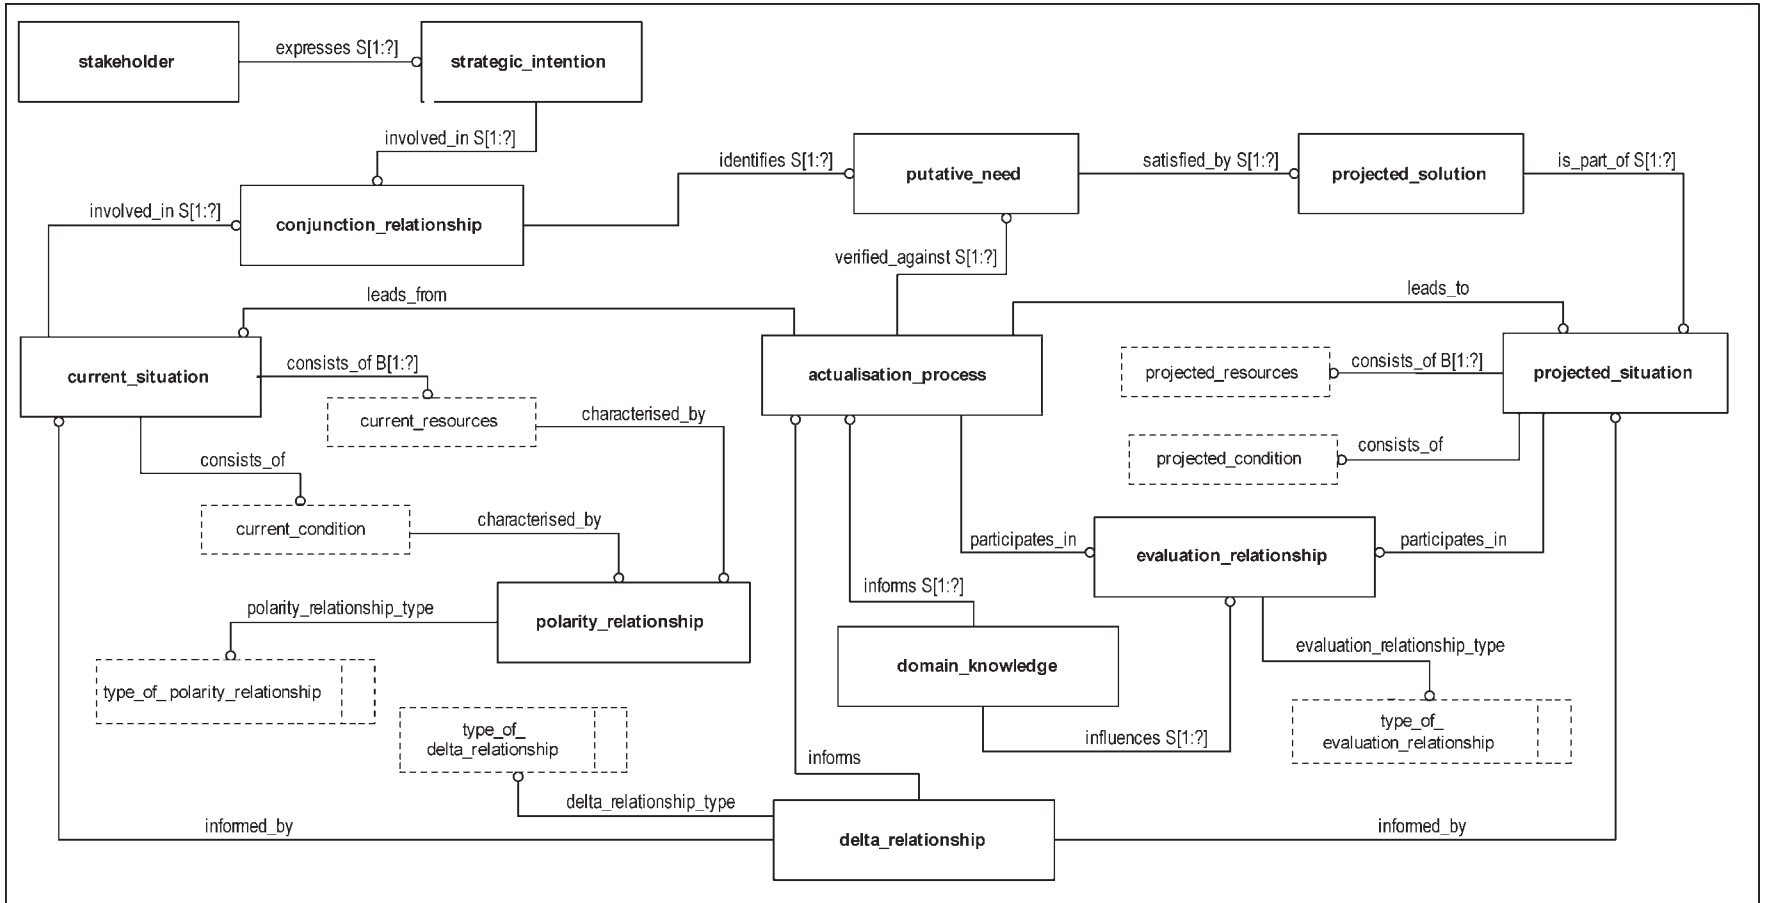 stakeholder
expresses S[1:?]
strategic_intention
involved_in S[1:?]
identifies S[1:?]
putative_need
satisfied_by S[1:?]
projected_solution
is_part_of S[1:?]
involved_in S[1:?]
conjunction_relationship
verified_against S[1:?]
leads_from
leads_to
current_situation
consists_of B[1:?]
actualisation_process
projected_resources
consists_of B[1:?]
projected_situation
current_resources
characterised_by
consists_of
projected_condition
consists_of
current_condition
characterised_by
participates_in
evaluation_relationship
participates_in
informs S[1:?]
polarity_relationship_type
polarity_relationship
domain_knowledge
evaluation_relationship_type
type_of_ polarity_relationship
type_of_
delta_relationship
influences S[1:?]
type_of_
evaluation_relationship
informs
delta_relationship_type
informed_by
delta_relationship
informed_by